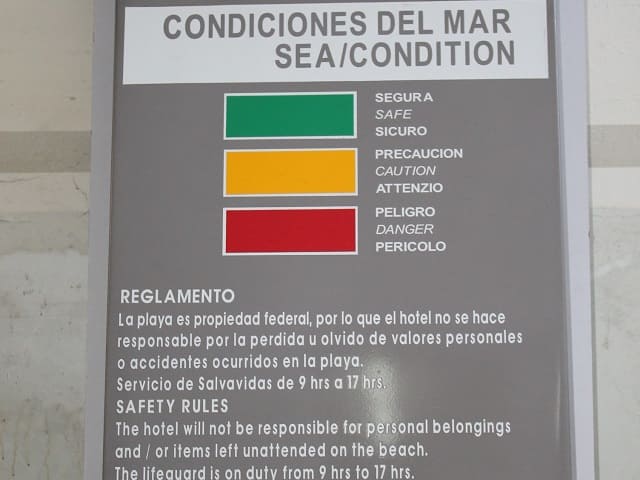 CONDICIONES DEL MAR
SEA/CONDITION
SEGURA
SAFE
SICURO
PRECAUCION
CAUTION
ATTENZIO
PELIGRO
DANGER
PERICOLO
REGLAMENTO
La playa es propiedad federal, por lo que el hotel no se hace
responsable por la perdida u olvido de valores personales
o accidentes ocurridos en la playa.
Servicio de Salvavidas de 9 hrs a 17 hrs.
SAFETY RULES
The hotel will not be responsible for personal belongings
and / or items left unattended on the beach.
The lifeguard is on duty from 9 hrs to 17 hrs.